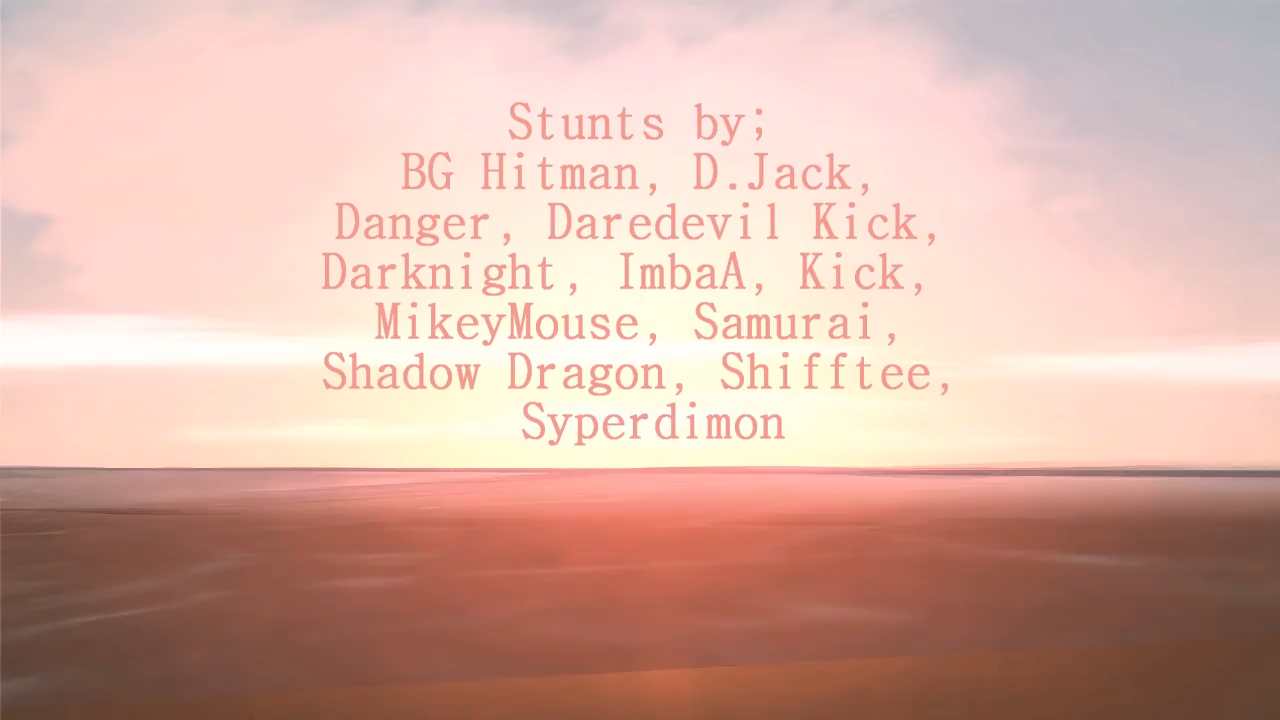 Stunts by;
BG Hitman, D.Jack,
Danger, Daredevil Kick,
Darknight, ImbaA, Kick,
MikeyMouse, Samurai,
Shadow Dragon, Shifftee,
Syperdimon